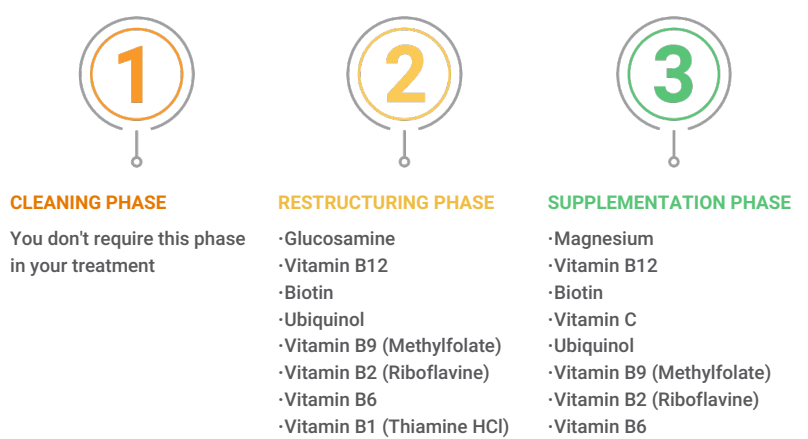 1
CLEANING PHASE
You don't require this phase
in your treatment
2
RESTRUCTURING PHASE
·Glucosamine
·Vitamin B12
·Biotin
·Ubiquinol
·Vitamin B9 (Methylfolate)
·Vitamin B2 (Riboflavine)
·Vitamin B6
·Vitamin B1 (Thiamine HCl)
3
SUPPLEMENTATION PHASE
·Magnesium
·Vitamin B12
·Biotin
·Vitamin C
·Ubiquinol
·Vitamin B9 (Methylfolate)
·Vitamin B2 (Riboflavine)
·Vitamin B6